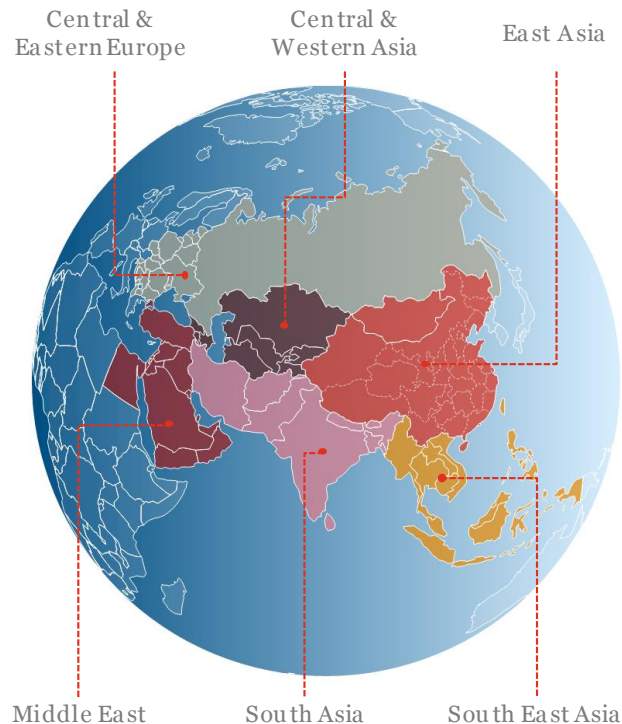 Central &
Eastern Europe
Central &
Western Asia
East Asia
Middle East
South Asia
South East Asia